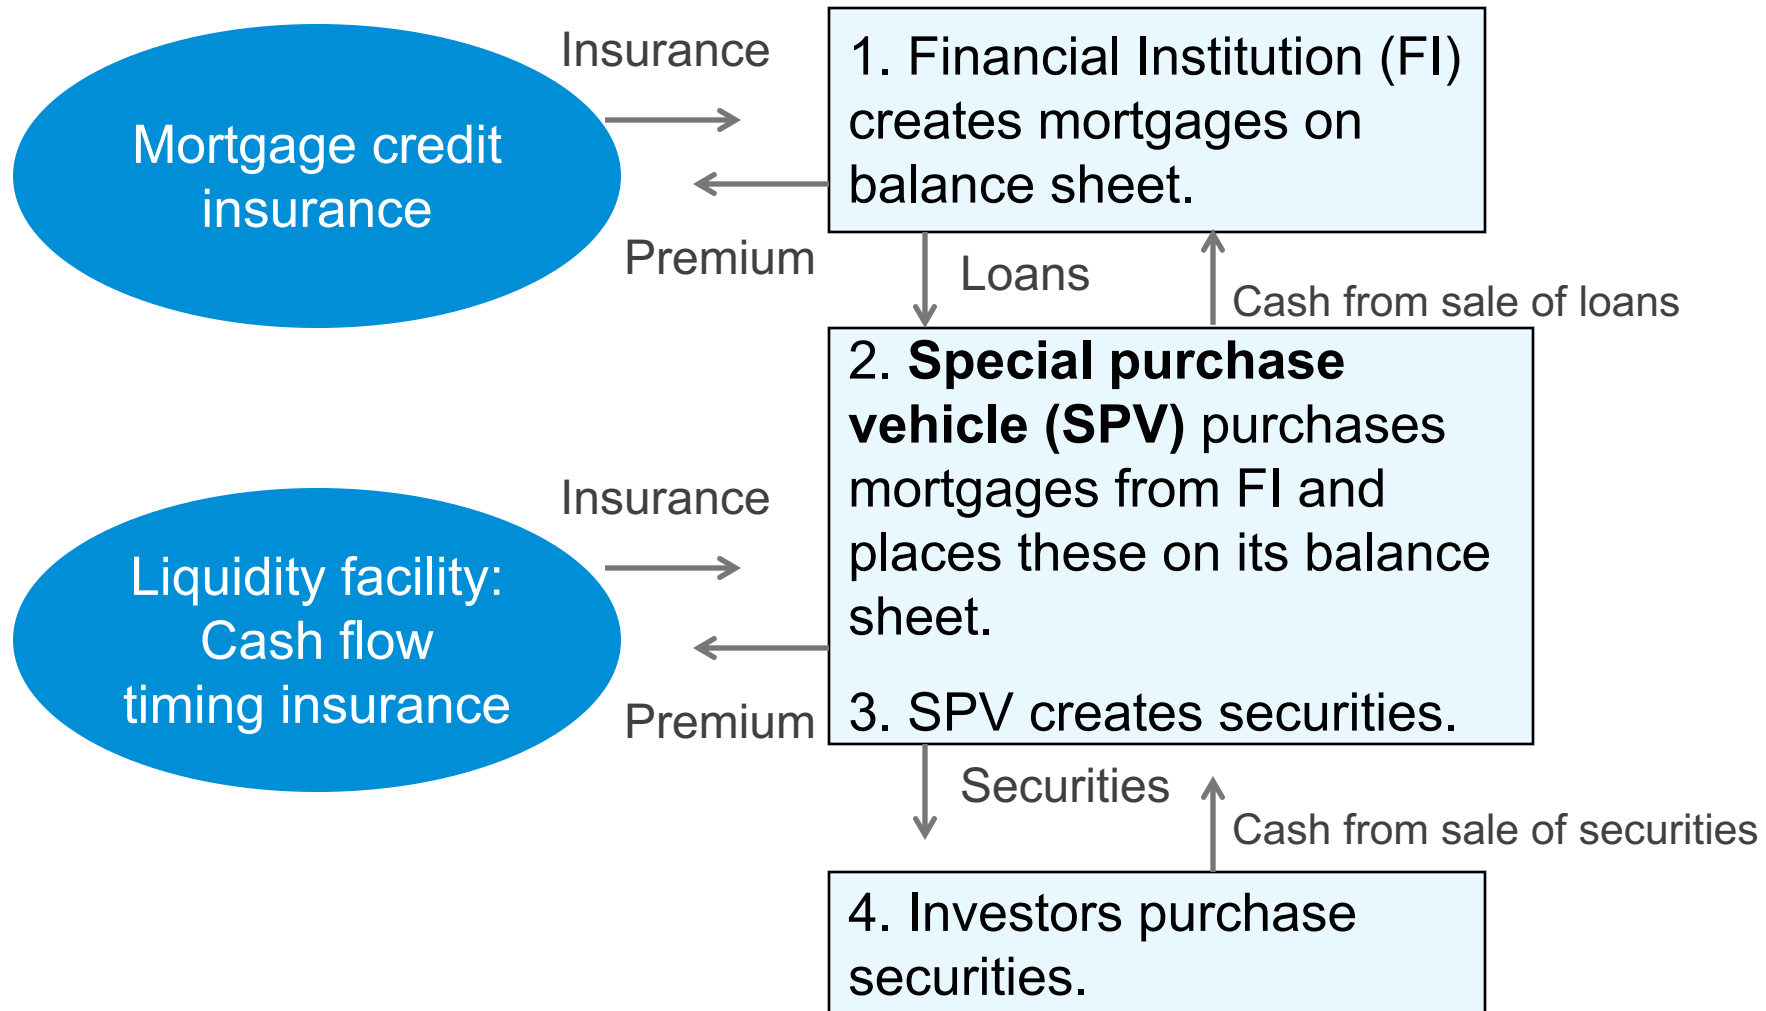 Insurance
Mortgage credit
insurance
Premium
1. Financial Institution (FI)
creates mortgages on
balance sheet.
Loans
Cash from sale of loans
2. Special purchase
vehicle (SPV) purchases
mortgages from FI and
places these on its balance
sheet.
3. SPV creates securities.
Insurance
Liquidity facility:
Cash flow
timing insurance
Premium
Securities
Cash from sale of securities
4. Investors purchase
securities.